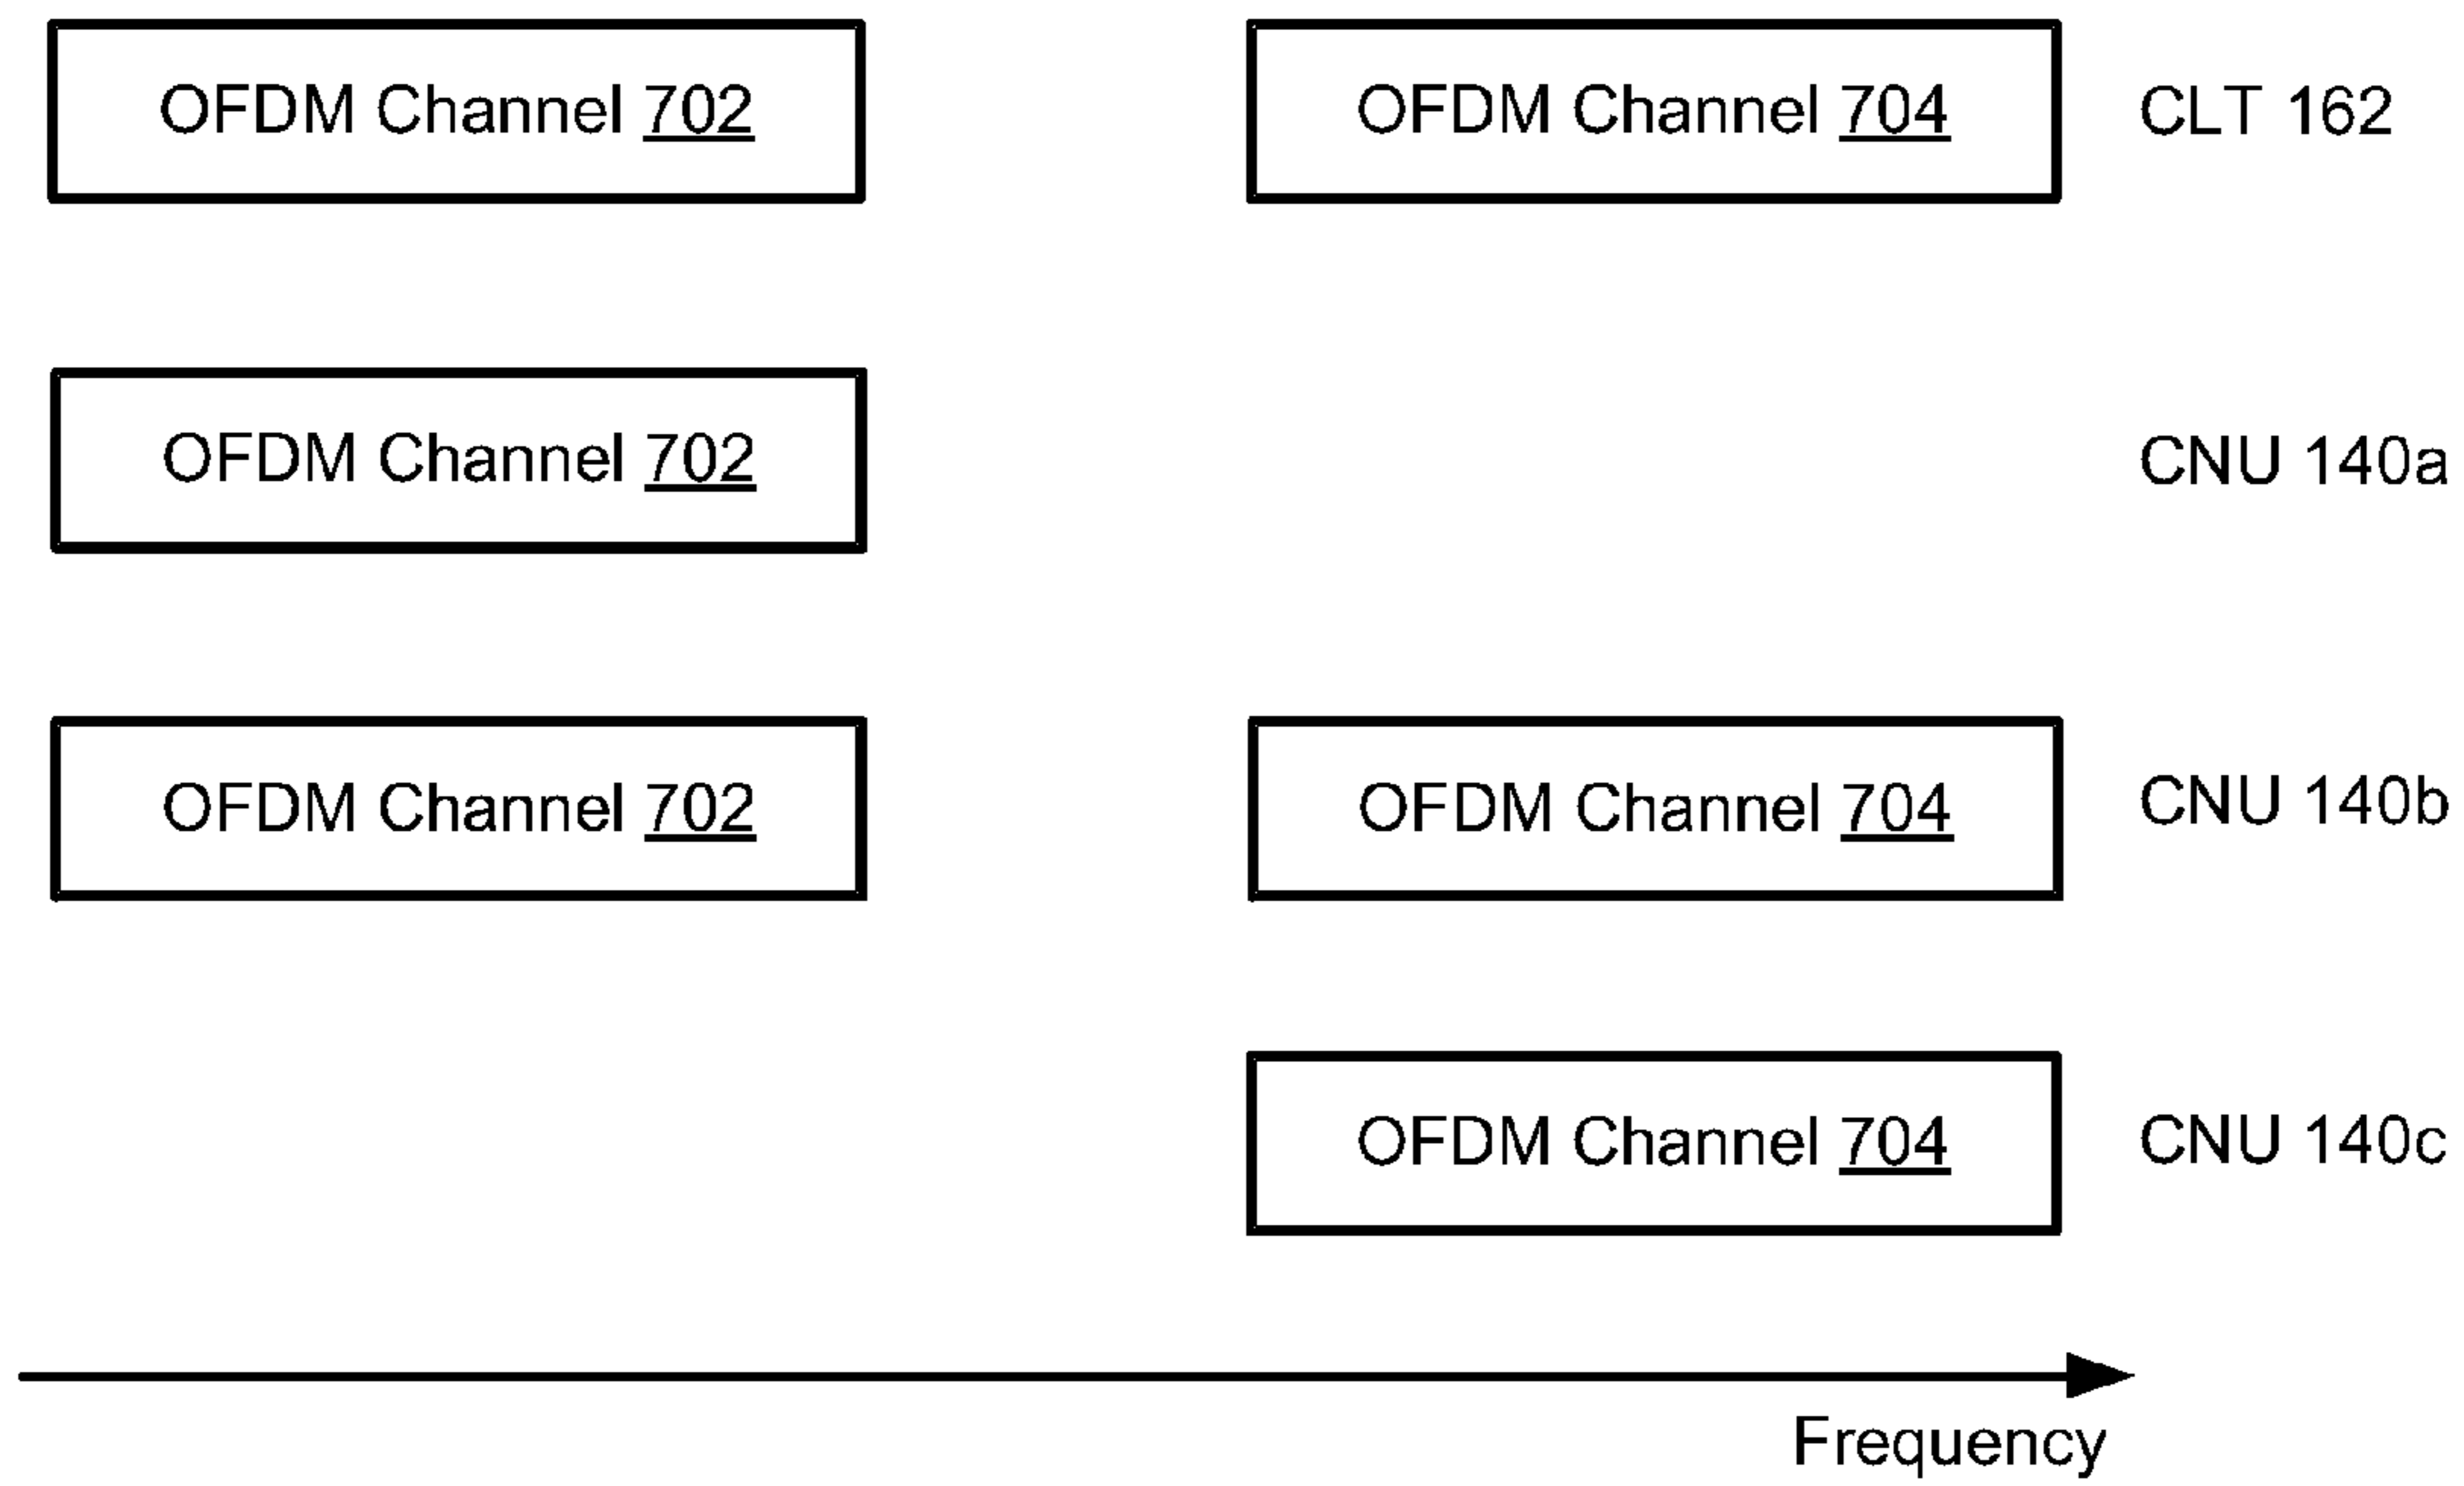 OFDM Channel 702 OFDM Channel 704 CLT 162
OFDM Channel 702 CNU 140a
OFDM Channel 702 OFDM Channel 704 CNU 140b
OFDM Channel 704 CNU 140c
Frequency